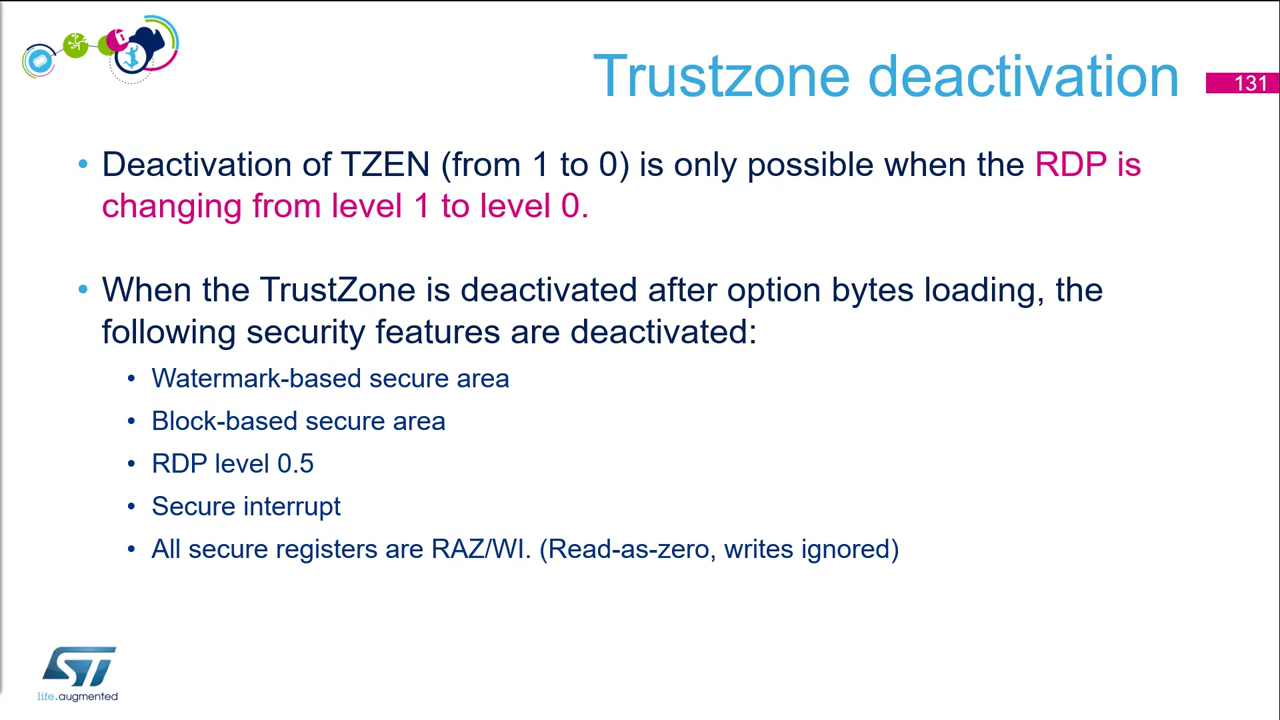 Trustzone deactivation
131
• Deactivation of TZEN (from 1 to 0) is only possible when the RDP is
changing from level 1 to level 0.
• When the TrustZone is deactivated after option bytes loading, the
following security features are deactivated:
• Watermark-based secure area
• Block-based secure area
• RDP level 0.5
• Secure interrupt
• All secure registers are RAZ/WI. (Read-as-zero, writes ignored)
ST
life.augmented